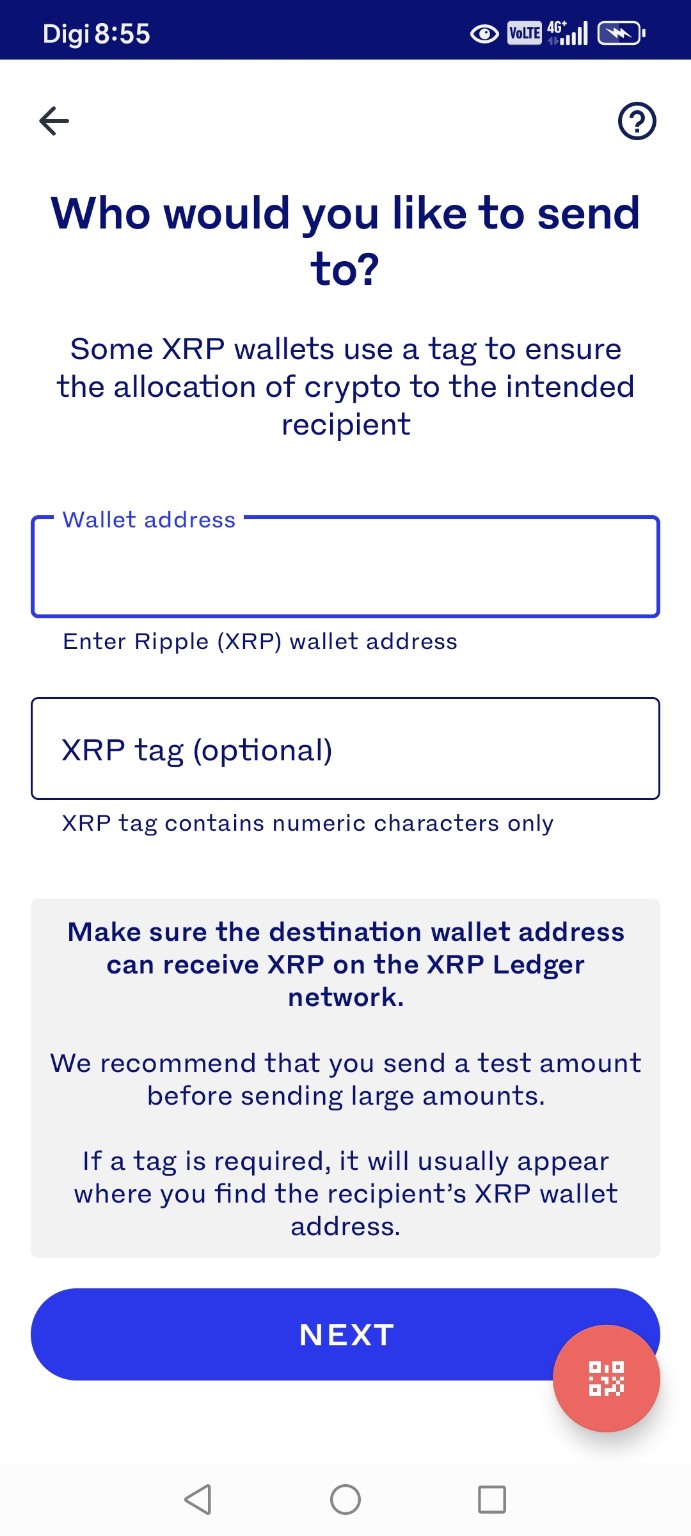 Digi 8:55
VoLTE 4G+
Who would you like to send
to?
Some XRP wallets use a tag to ensure
the allocation of crypto to the intended
recipient
Wallet address
Enter Ripple (XRP) wallet address
XRP tag (optional)
XRP tag contains numeric characters only
Make sure the destination wallet address
can receive XRP on the XRP Ledger
network.
We recommend that you send a test amount
before sending large amounts.
If a tag is required, it will usually appear
where you find the recipient’s XRP wallet
address.
NEXT